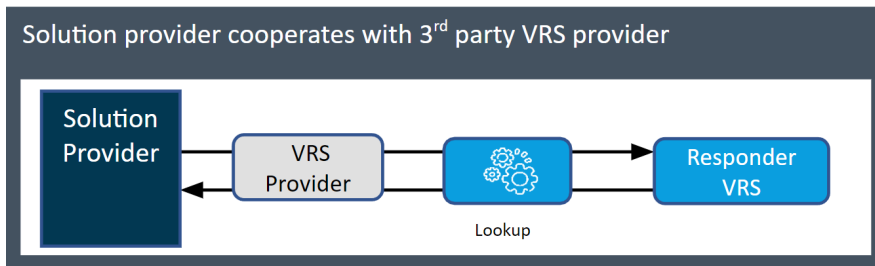 Solution provider cooperates with 3rd party VRS provider
Solution
Provider
VRS
Provider
Responder
VRS
Lookup